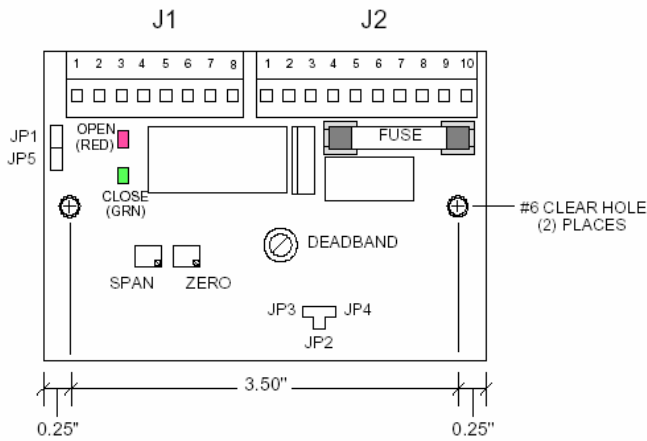 J1 J2
1 2 3 4 5 6 7 8 1 2 3 4 5 6 7 8 9 10
JP1
JP5
OPEN
(RED)
FUSE
CLOSE
(GRN)
#6 CLEAR HOLE
(2) PLACES
DEADBAND
SPAN ZERO
JP3 JP4
JP2
3.50"
0.25" 0.25"